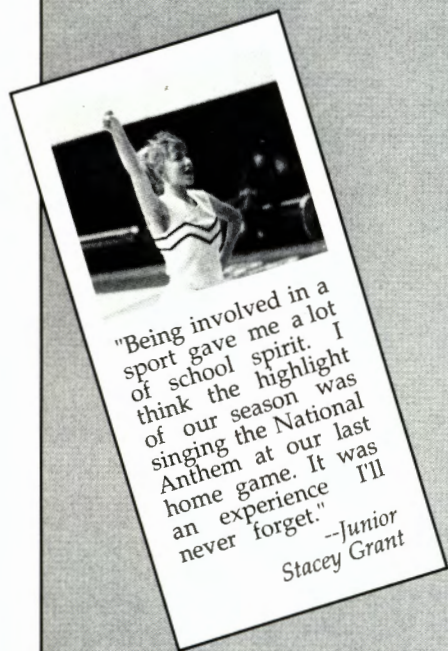 "Being involved in a
sport gave me a lot
of school spirit. I
think the highlight
of our season was
singing the National
Anthem at our last
home game. It was
an experience I'll
never forget."
--Junior
Stacey Grant